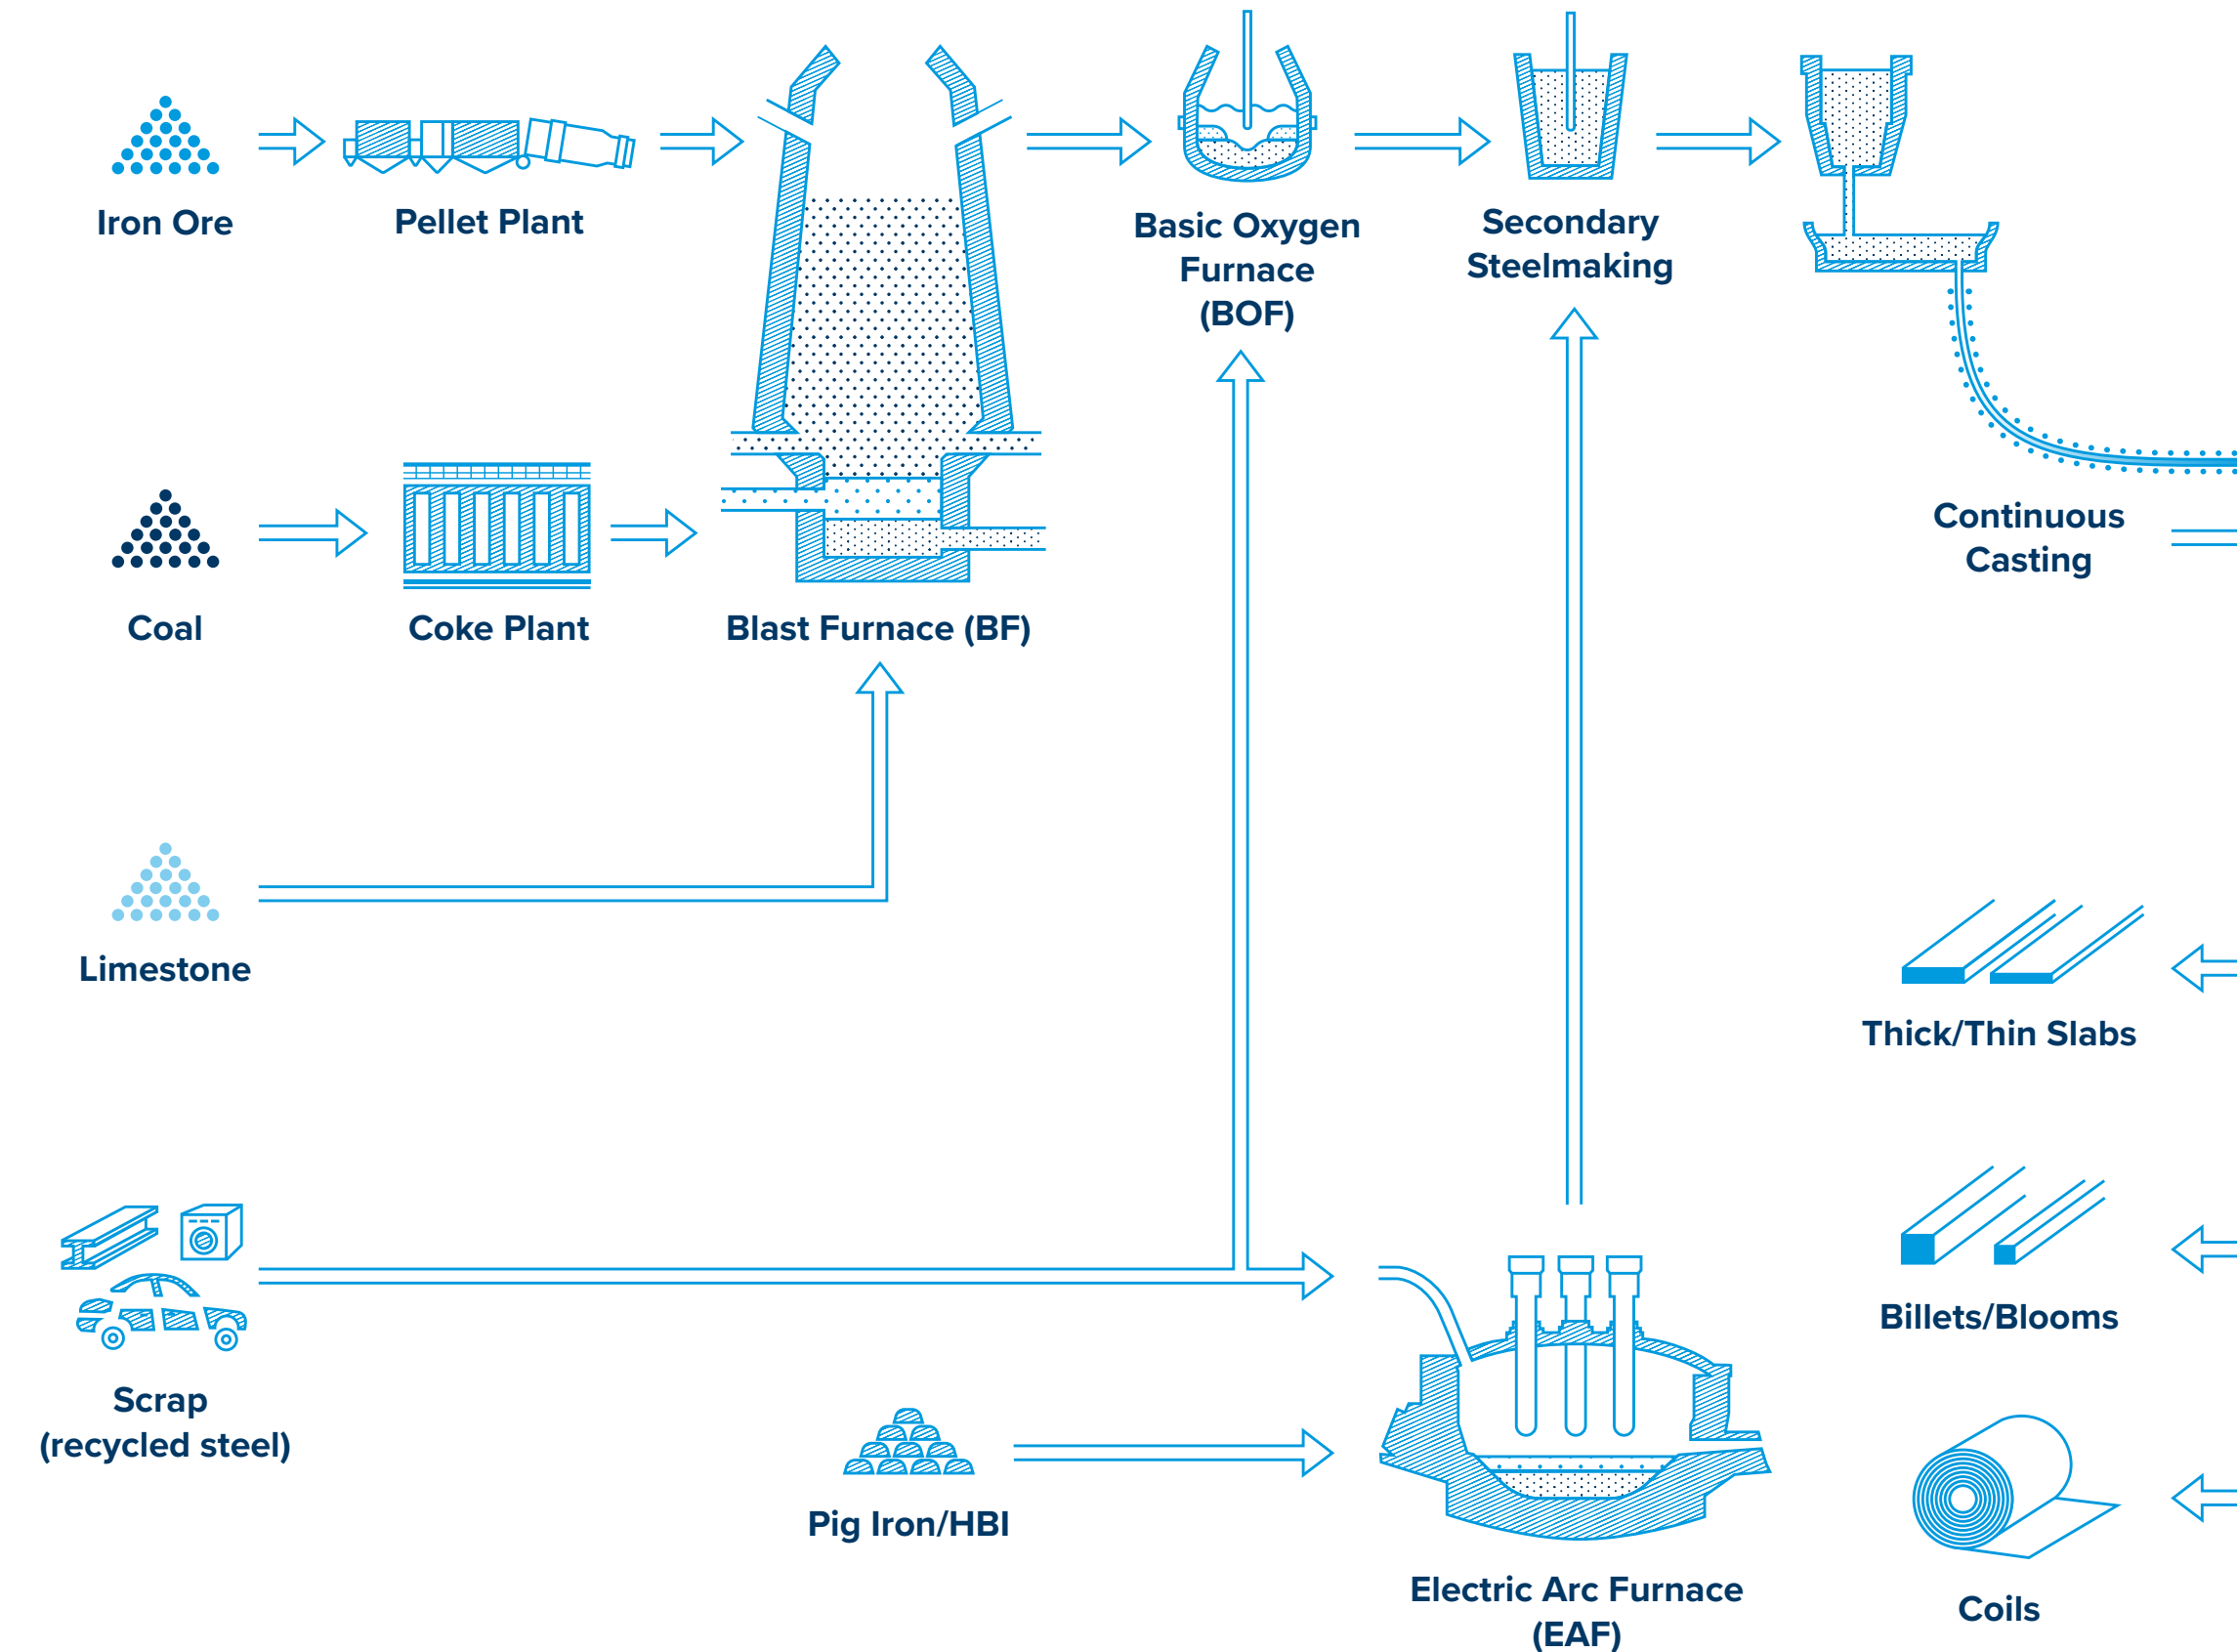 Iron Ore
Pellet Plant
Basic Oxygen
Furnace
(BOF)
Secondary
Steelmaking
Continuous
Casting
Coal
Coke Plant
Blast Furnace (BF)
Limestone
Thick/Thin Slabs
Billets/Blooms
Scrap
(recycled steel)
Pig Iron/HBI
Electric Arc Furnace
(EAF)
Coils